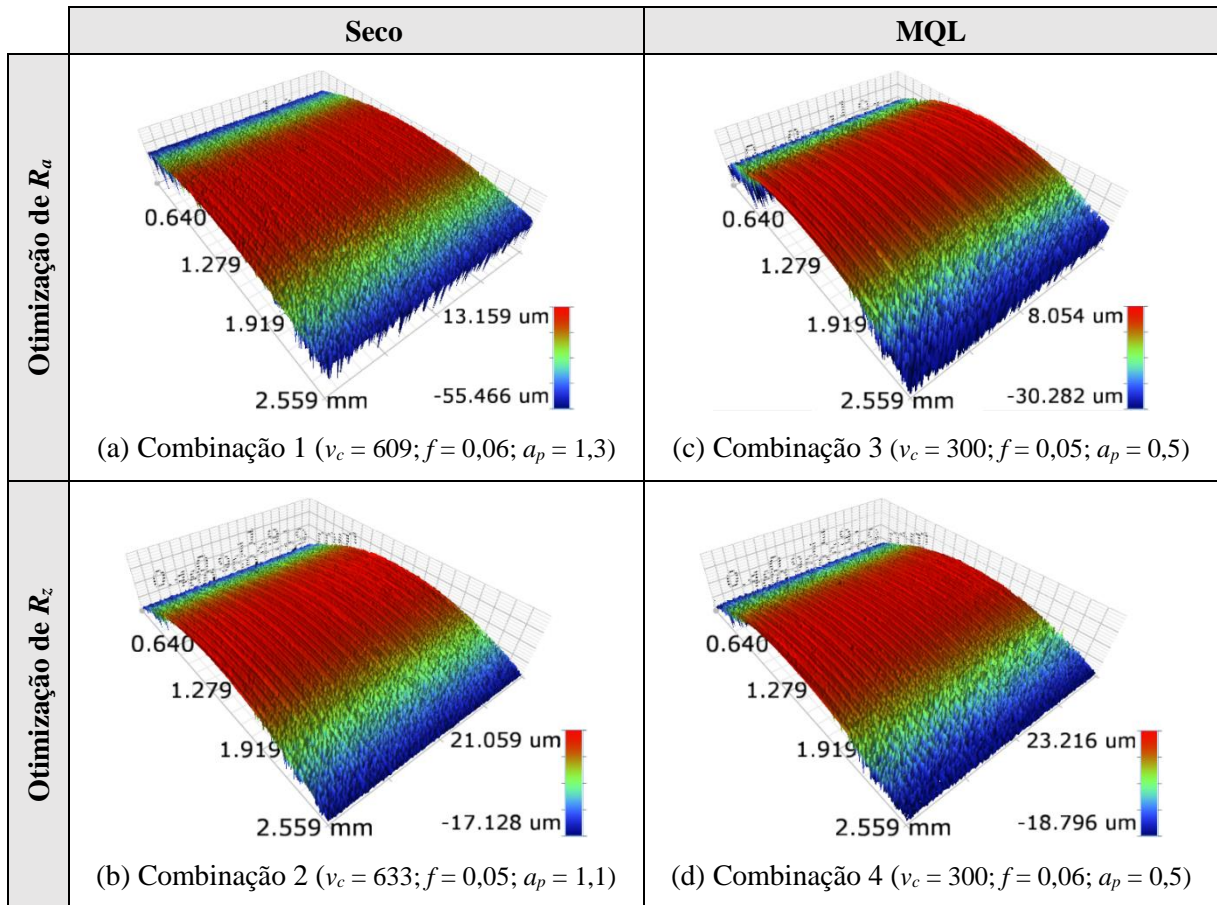 Seco
MQL
Otimização de Ra
0.640
1.279
1.919
2.559 mm
13.159 um
-55.466 um
(a) Combinação 1 (vc = 609; f = 0,06; ap = 1,3)
0.640
1.279
1.919
2.559 mm
8.054 um
-30.282 um
(c) Combinação 3 (vc = 300; f = 0,05; ap = 0,5)
Otimização de Rz
0.640
1.279
1.919
2.559 mm
21.059 um
-17.128 um
(b) Combinação 2 (vc = 633; f = 0,05; ap = 1,1)
0.640
1.279
1.919
2.559 mm
23.216 um
-18.796 um
(d) Combinação 4 (vc = 300; f = 0,06; ap = 0,5)